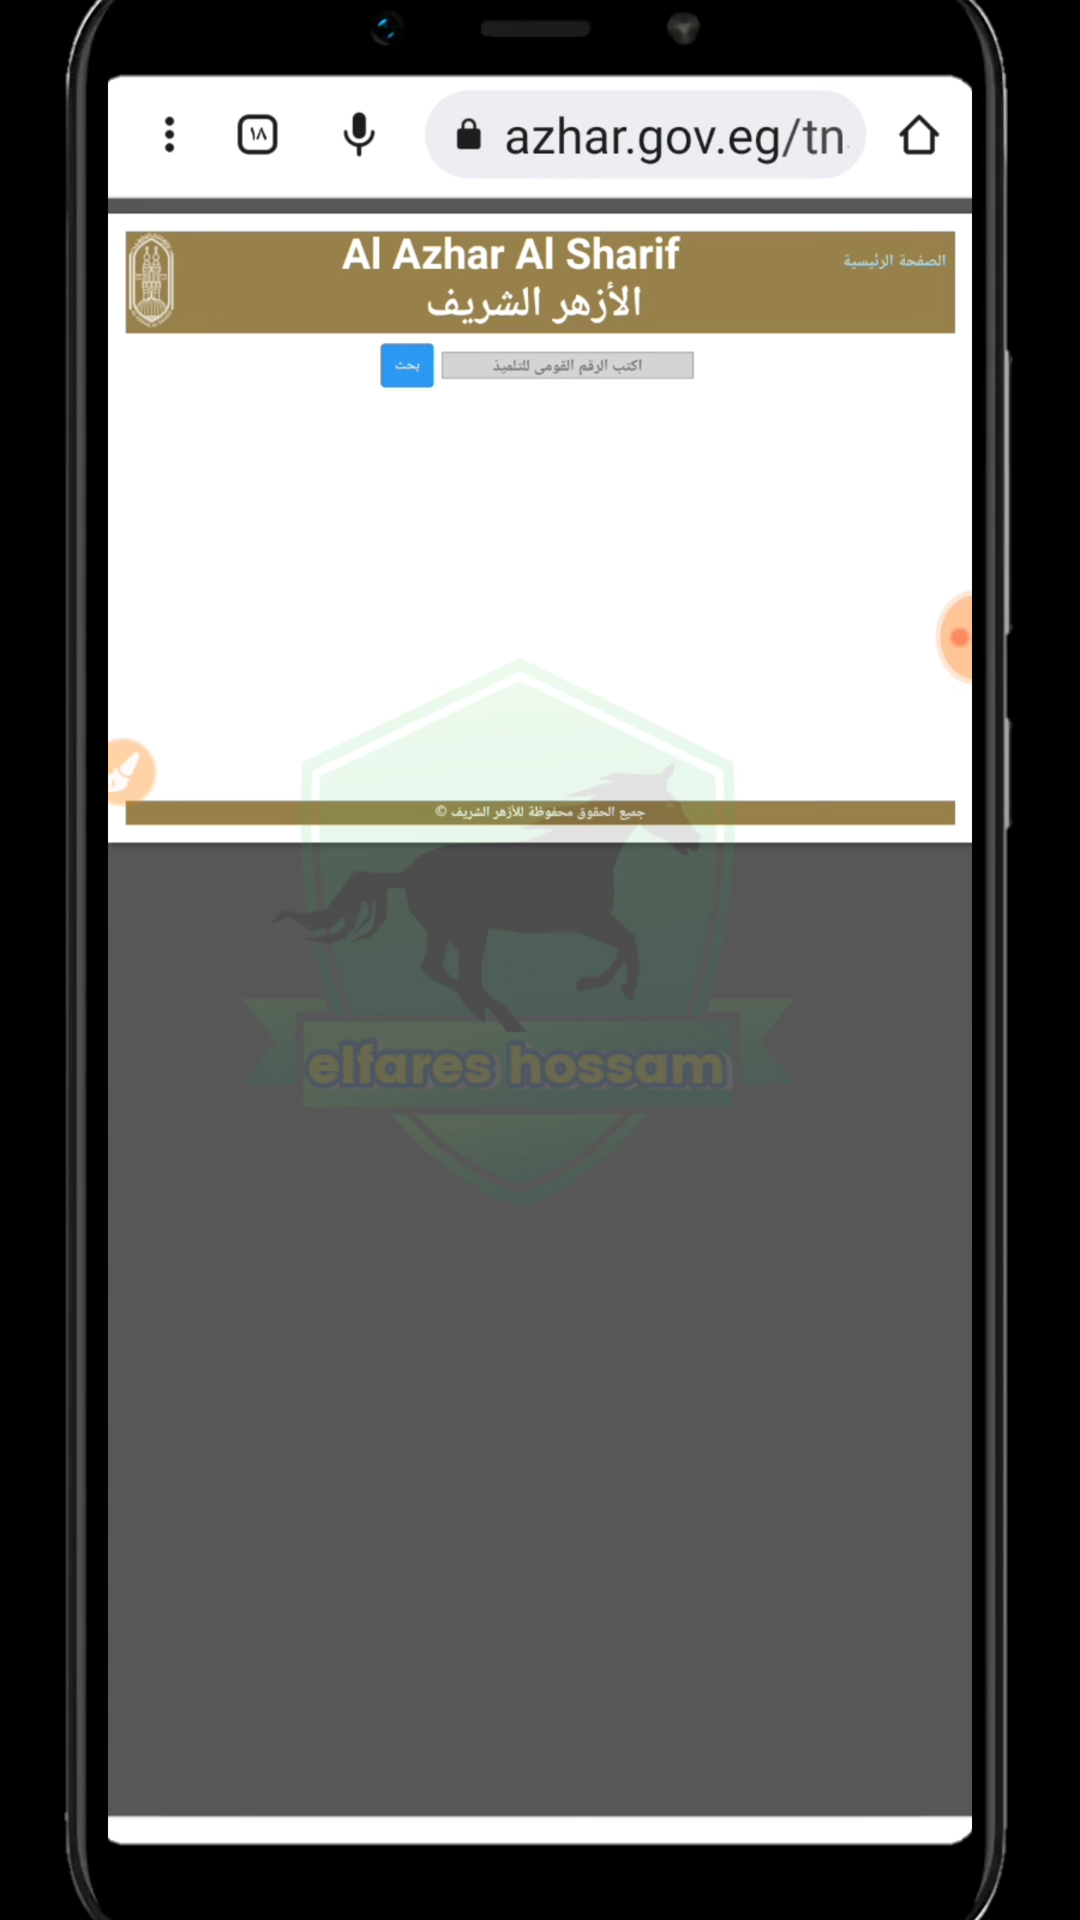 ١٨
azhar.gov.eg/tn
Al Azhar Al Sharif
الأزهر الشريف
الصفحة الرئيسية
اكتب الرقم القومى للتلميذ
بحث
جميع الحقوق محفوظة للأزهر الشريف ©
elfares hossam